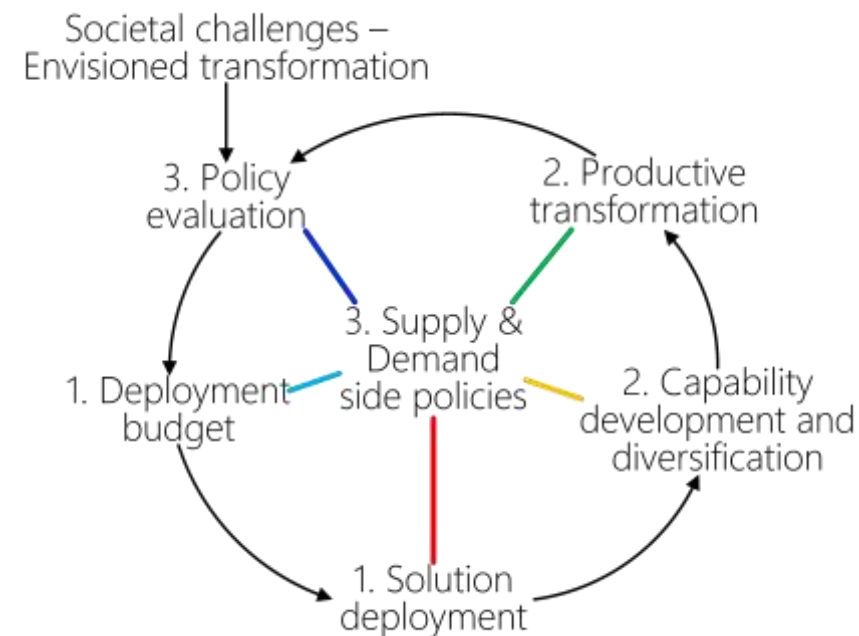 Societal challenges –
Envisioned transformation
3. Policy
evaluation
2. Productive
transformation
3. Supply &
Demand
side policies
1. Deployment
budget
2. Capability
development and
diversification
1. Solution
deployment